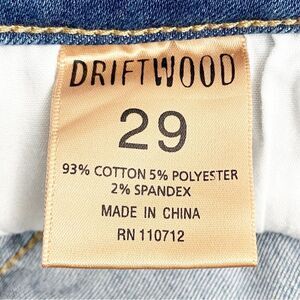 DRIFTWOOD
29
93% COTTON 5% POLYESTER
2% SPANDEX
MADE IN CHINA
RN 110712